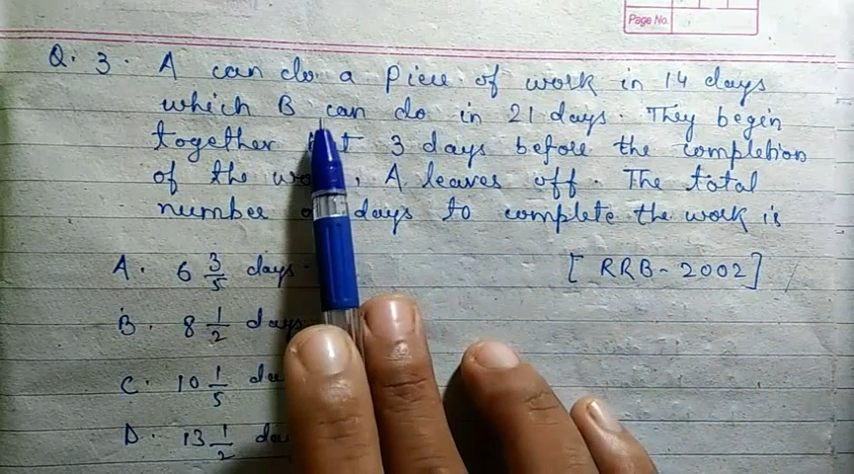 Page No.
Q. 3. A can do a piece of work in 14 days
which B can do in 21 days. They begin
together 3 days before the completion
of the , A leaves off. The total
number days to complete the work is
A. 6 3/5 days.
[RRB-2002]
B. 8 1/2 days
C. 10 1/5
D. 13 1/2